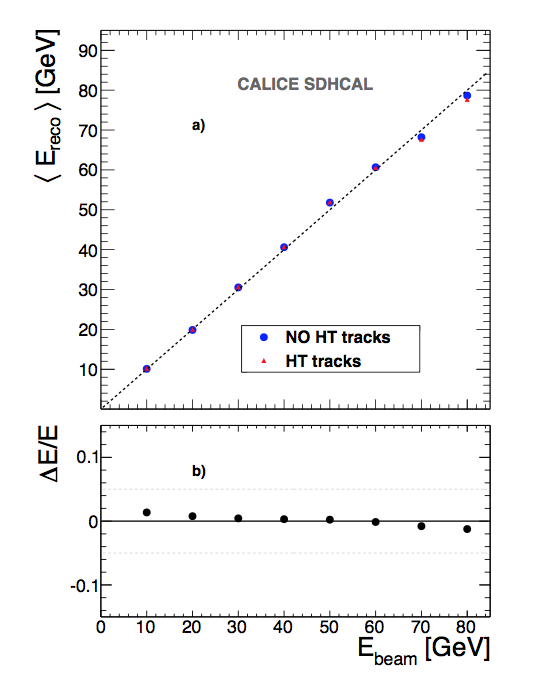 ⟨ E_reco ⟩ [GeV]
90
80
70
60
50
40
30
20
10
CALICE SDHCAL
a)
NO HT tracks
HT tracks
ΔE/E
0.1
0
-0.1
b)
0 10 20 30 40 50 60 70 80
E_beam [GeV]